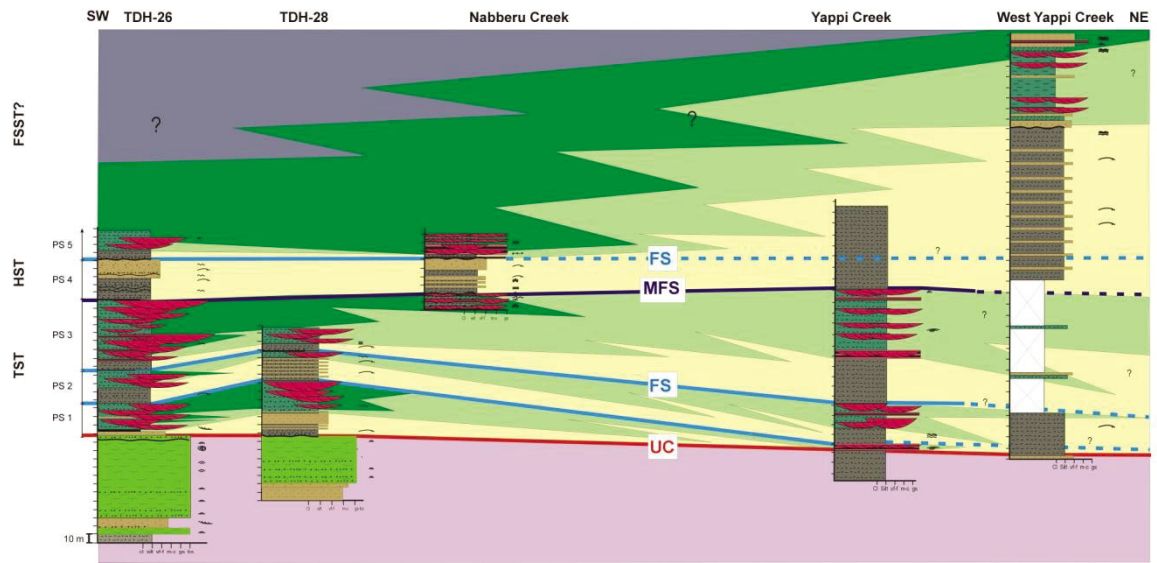 SW TDH-26 TDH-28 Nabberu Creek Yappi Creek West Yappi Creek NE
FSST?
?
?
?
HST
PS 5
FS
?
PS 4
MFS
?
TST
PS 3
PS 2
FS
?
?
PS 1
UC
?
10 m